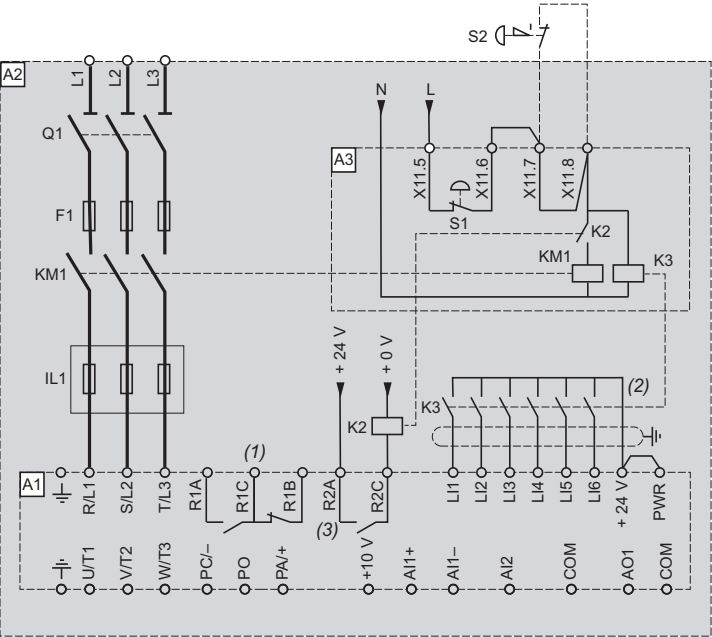 S2
A2
L1 L2 L3
N L
Q1
A3
X11.5 X11.6 X11.7 X11.8
S1
F1
K2
KM1 K3
KM1
+ 24 V + 0 V
IL1
(2)
K3
K2
(1)
A1
R/L1 S/L2 T/L3 R1A R1C R1B R2A R2C LI1 LI2 LI3 LI4 LI5 LI6 + 24 V PWR
(3)
U/T1 V/T2 W/T3 PC/– PO PA/+ +10 V AI1+ AI1– AI2 COM AO1 COM